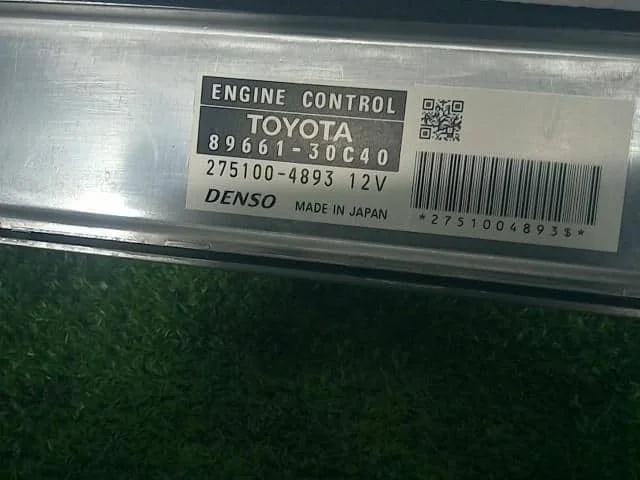 ENGINE CONTROL
TOYOTA
89661-30C40
275100-4893 12V
DENSO MADE IN JAPAN
*2751004893$*